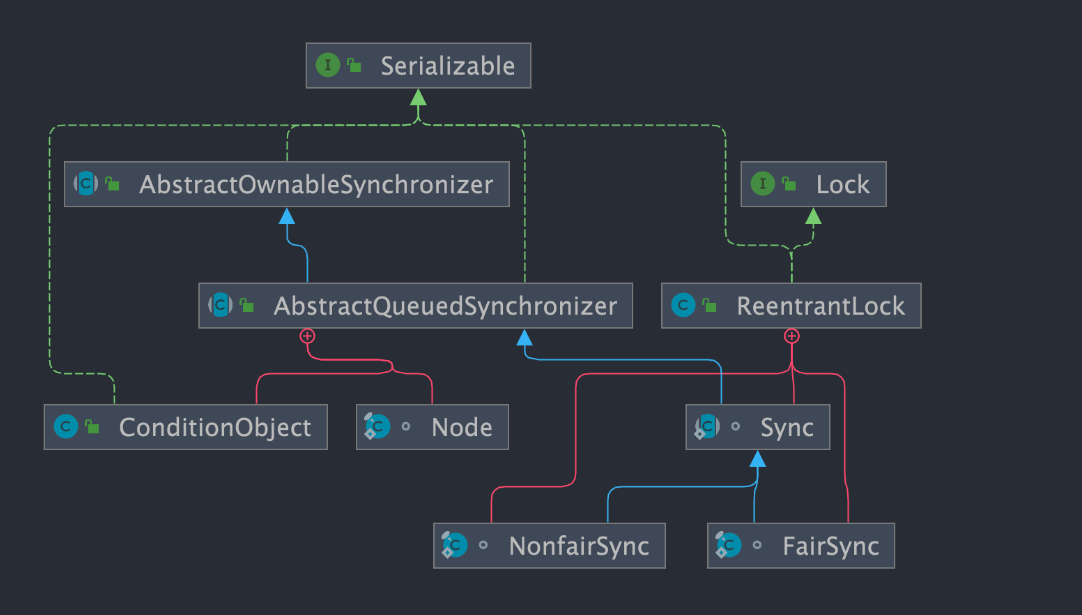 I Serializable
C AbstractOwnableSynchronizer
I Lock
C AbstractQueuedSynchronizer
C ReentrantLock
C ConditionObject
C Node
C Sync
C NonfairSync
C FairSync